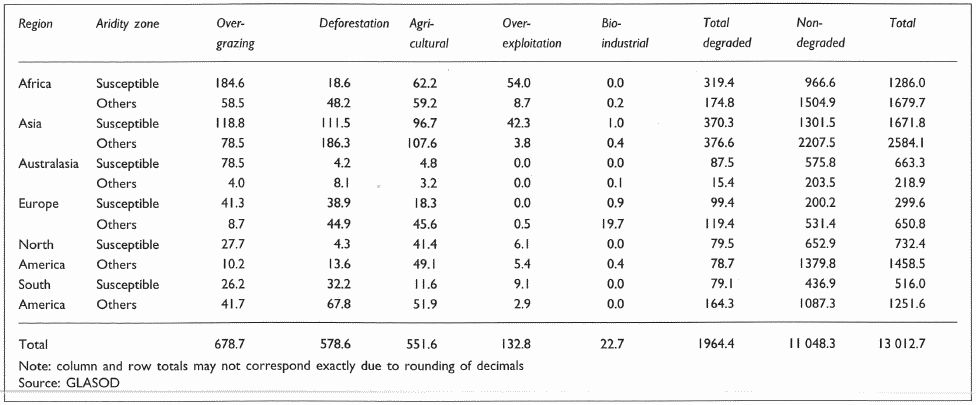 Region Aridity zone Over- Deforestation Agri- Over- Bio- Total Non- Total
grazing cultural exploitation industrial degraded degraded
Africa Susceptible 184.6 18.6 62.2 54.0 0.0 319.4 966.6 1286.0
Others 58.5 48.2 59.2 8.7 0.2 174.8 1504.9 1679.7
Asia Susceptible 118.8 111.5 96.7 42.3 1.0 370.3 1301.5 1671.8
Others 78.5 186.3 107.6 3.8 0.4 376.6 2207.5 2584.1
Australasia Susceptible 78.5 4.2 4.8 0.0 0.0 87.5 575.8 663.3
Others 4.0 8.1 3.2 0.0 0.1 15.4 203.5 218.9
Europe Susceptible 41.3 38.9 18.3 0.0 0.9 99.4 200.2 299.6
Others 8.7 44.9 45.6 0.5 19.7 119.4 531.4 650.8
North Susceptible 27.7 4.3 41.4 6.1 0.0 79.5 652.9 732.4
America Others 10.2 13.6 49.1 5.4 0.4 78.7 1379.8 1458.5
South Susceptible 26.2 32.2 11.6 9.1 0.0 79.1 436.9 516.0
America Others 41.7 67.8 51.9 2.9 0.0 164.3 1087.3 1251.6
Total 678.7 578.6 551.6 132.8 22.7 1964.4 11 048.3 13 012.7
Note: column and row totals may not correspond exactly due to rounding of decimals
Source: GLASOD